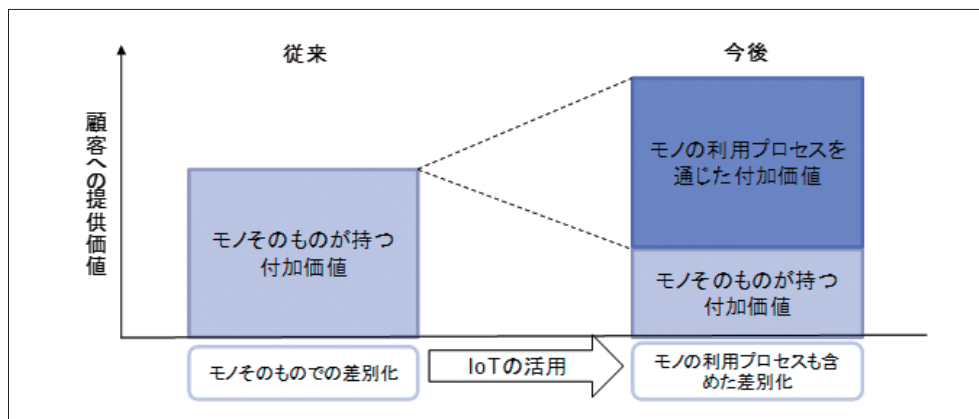 従来
今後
顧客への提供価値
モノそのものが持つ
付加価値
モノの利用プロセスを
通じた付加価値
モノそのものが持つ
付加価値
モノそのものでの差別化
IoTの活用
モノの利用プロセスも含
めた差別化